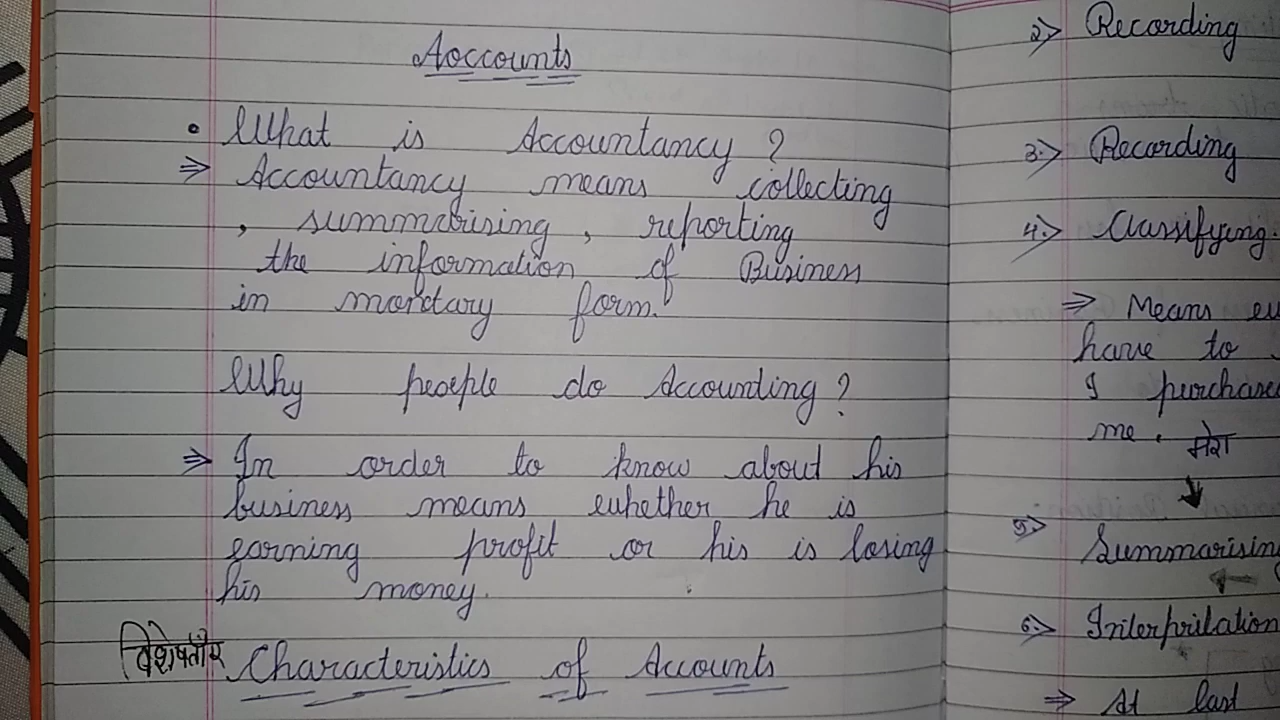 Accounts
• What is Accountancy ?
⇒ Accountancy means collecting
, summarising , reporting
the information of Business
in monetary form.
Why people do Accounting ?
⇒ In order to know about his
business means whether he is
earning profit or his is losing
his money.
विशेषताँए Characteristics of Accounts
2⇒ Recording
3⇒ Recording
4⇒ Classifying.
⇒ Means
have to
I purchase
me. मेरा
5⇒ Summarising
6⇒ Interpritation
⇒ At last